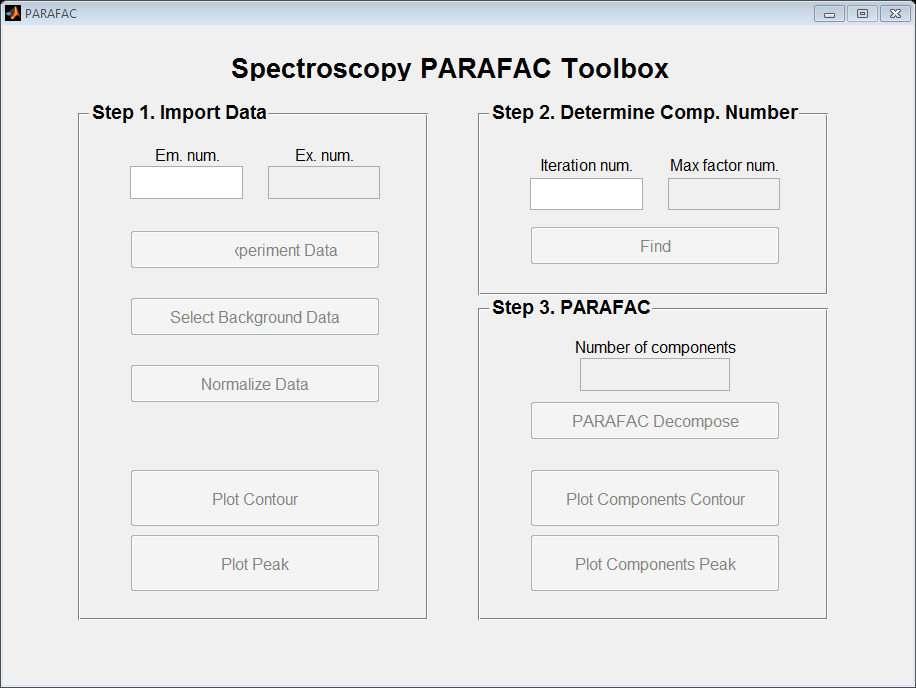 PARAFAC
Spectroscopy PARAFAC Toolbox
Step 1. Import Data
Em. num.
Ex. num.
xperiment Data
Select Background Data
Normalize Data
Plot Contour
Plot Peak
Step 2. Determine Comp. Number
Iteration num.
Max factor num.
Find
Step 3. PARAFAC
Number of components
PARAFAC Decompose
Plot Components Contour
Plot Components Peak